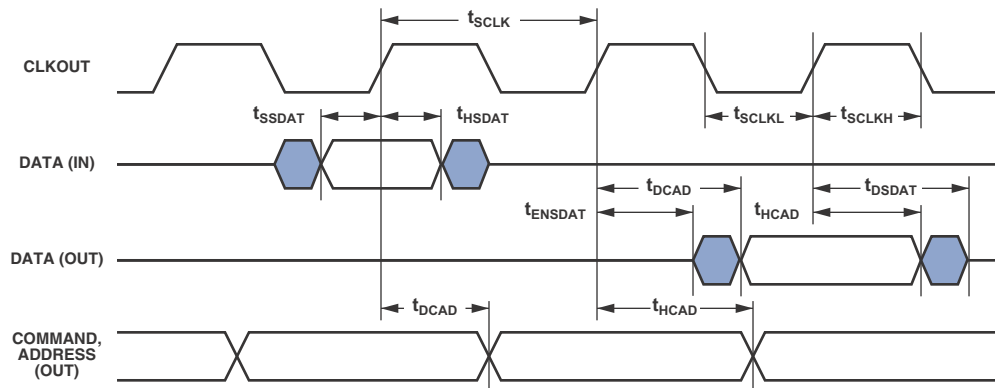 tSCLK
CLKOUT
tSSDAT
tHSDAT
tSCLKL
tSCLKH
DATA (IN)
tDCAD
tDSDAT
tENSDAT
tHCAD
DATA (OUT)
tDCAD
tHCAD
COMMAND,
ADDRESS
(OUT)